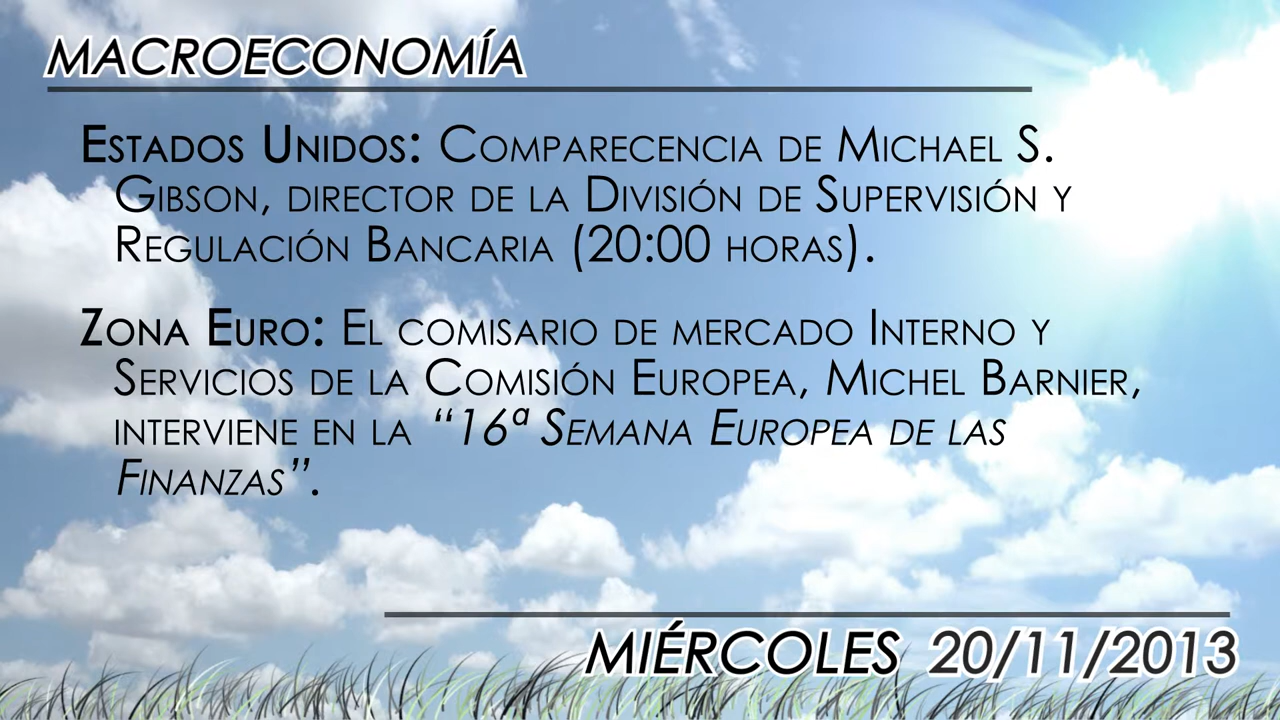 MACROECONOMÍA
Estados Unidos: Comparecencia de Michael S.
Gibson, director de la División de Supervisión y
Regulación Bancaria (20:00 horas).
Zona Euro: El comisario de mercado Interno y
Servicios de la Comisión Europea, Michel Barnier,
interviene en la “16ª Semana Europea de las
Finanzas”.
MIÉRCOLES 20/11/2013